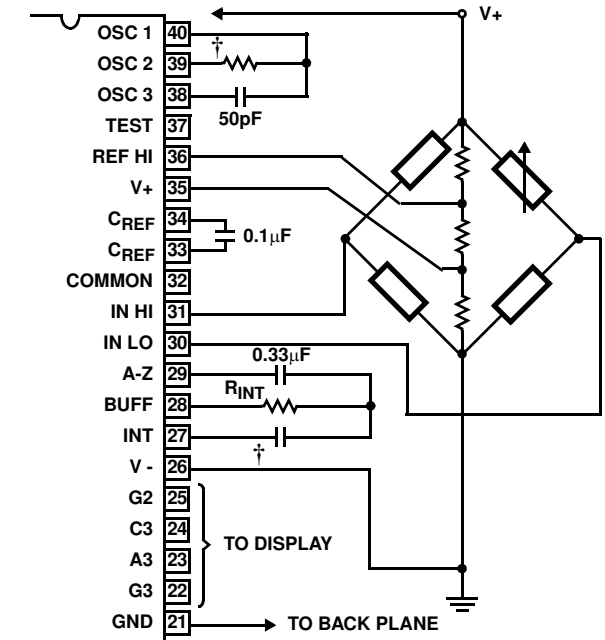 V+
OSC 1 40
†
OSC 2 39
OSC 3 38
50pF
TEST 37
REF HI 36
V+ 35
CREF 34
0.1µF
CREF 33
COMMON 32
IN HI 31
IN LO 30
0.33µF
A-Z 29
RINT
BUFF 28
INT 27
†
V - 26
G2 25
C3 24
TO DISPLAY
A3 23
G3 22
GND 21
TO BACK PLANE